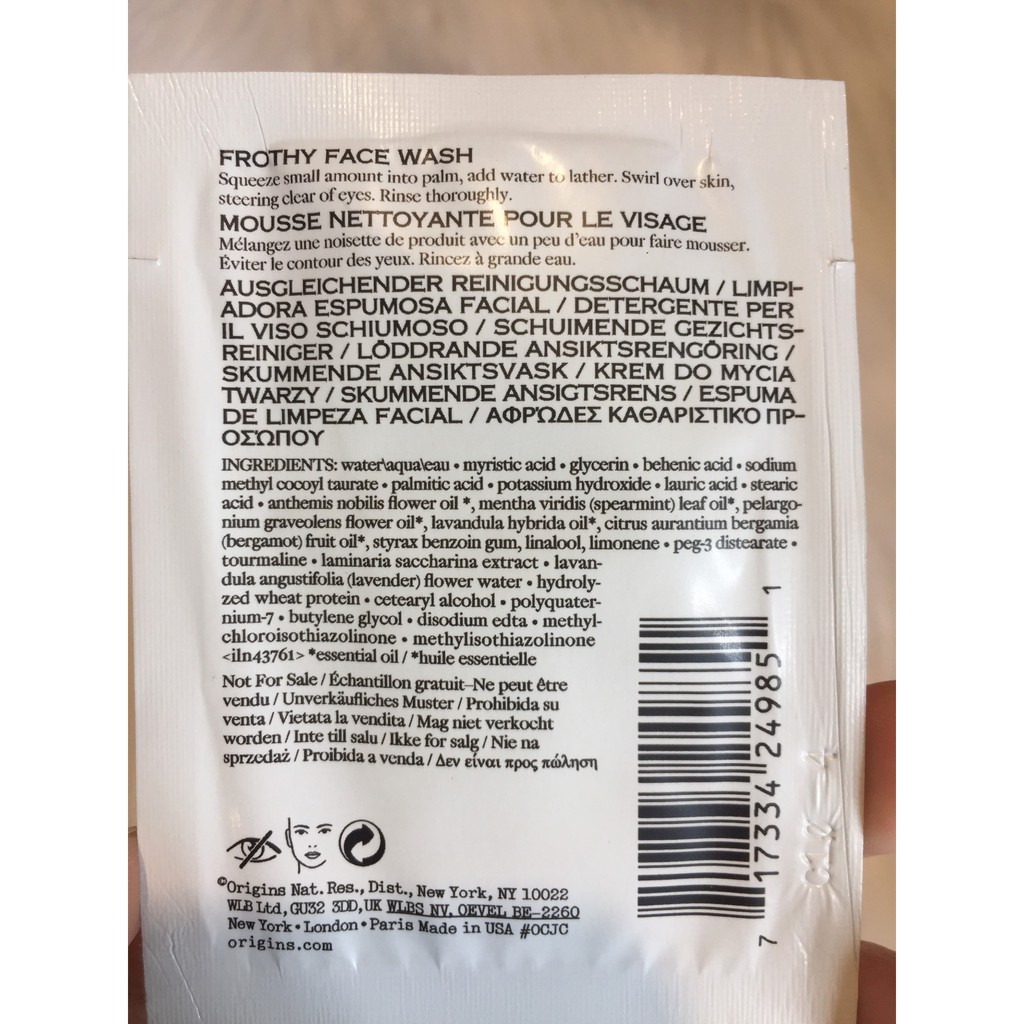 FROTHY FACE WASH
Squeeze small amount into palm, add water to lather. Swirl over skin,
steering clear of eyes. Rinse thoroughly.
MOUSSE NETTOYANTE POUR LE VISAGE
Mélangez une noisette de produit avec un peu d'eau pour faire mousser.
Éviter le contour des yeux. Rincez à grande eau.
AUSGLEICHENDER REINIGUNGSSCHAUM / LIMPI-
ADORA ESPUMOSA FACIAL / DETERGENTE PER
IL VISO SCHIUMOSO / SCHUIMENDE GEZICHTS-
REINIGER / LÖDDRANDE ANSIKTSRENGÖRING /
SKUMMENDE ANSIKTSVASK / KREM DO MYCIA
TWARZY / SKUMMENDE ANSIGTSRENS / ESPUMA
DE LIMPEZA FACIAL / ΑΦΡΏΔΕΣ ΚΑΘΑΡΙΣΤΙΚΌ ΠΡ-
ΟΣΏΠΟΥ
INGREDIENTS: water\aqua\eau • myristic acid • glycerin • behenic acid • sodium
methyl cocoyl taurate • palmitic acid • potassium hydroxide • lauric acid • stearic
acid • anthemis nobilis flower oil *, mentha viridis (spearmint) leaf oil*, pelargo-
nium graveolens flower oil*, lavandula hybrida oil*, citrus aurantium bergamia
(bergamot) fruit oil*, styrax benzoin gum, linalool, limonene • peg-3 distearate •
tourmaline • laminaria saccharina extract • lavan-
dula angustifolia (lavender) flower water • hydroly-
zed wheat protein • cetearyl alcohol • polyquater-
nium-7 • butylene glycol • disodium edta • methyl-
chloroisothiazolinone • methylisothiazolinone
<iln43761> *essential oil / *huile essentielle
Not For Sale / Échantillon gratuit–Ne peut être
vendu / Unverkäufliches Muster / Prohibida su
venta / Vietata la vendita / Mag niet verkocht
worden / Inte till salu / Ikke for salg / Nie na
sprzedaż / Proibida a venda / Δεν είναι προς πώληση
©Origins Nat. Res., Dist., New York, NY 10022
WLB Ltd, GU32 3DD, UK WLBS NV, OEVEL BE-2260
New York • London • Paris Made in USA #OCJC
origins.com
7 17334 24985 1